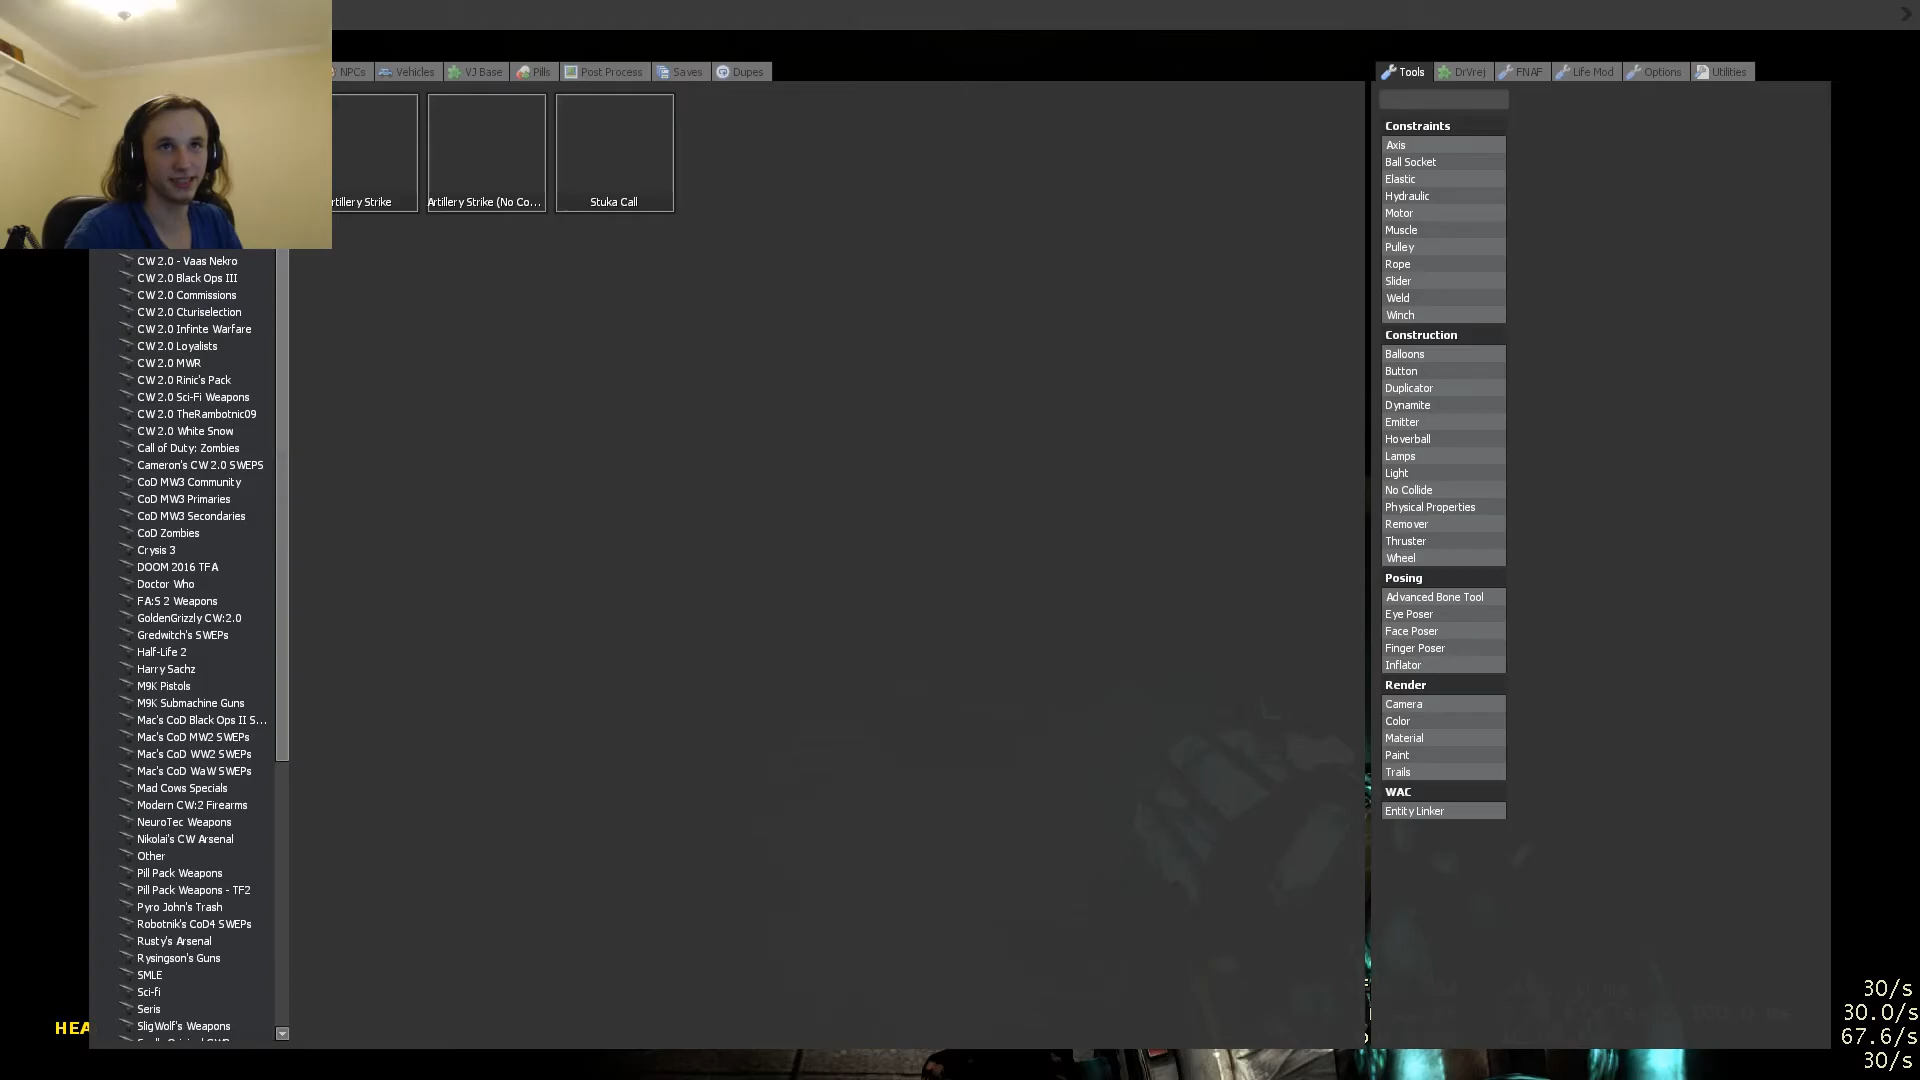 NPCs Vehicles VJ Base Pills Post Process Saves Dupes
Tools DrVrej FNAF Life Mod Options Utilities
rtillery Strike Artillery Strike (No Co... Stuka Call
CW 2.0 - Vaas Nekro
CW 2.0 Black Ops III
CW 2.0 Commissions
CW 2.0 Cturiselection
CW 2.0 Infinte Warfare
CW 2.0 Loyalists
CW 2.0 MWR
CW 2.0 Rinic's Pack
CW 2.0 Sci-Fi Weapons
CW 2.0 TheRambotnic09
CW 2.0 White Snow
Call of Duty: Zombies
Cameron's CW 2.0 SWEPS
CoD MW3 Community
CoD MW3 Primaries
CoD MW3 Secondaries
CoD Zombies
Crysis 3
DOOM 2016 TFA
Doctor Who
FA:S 2 Weapons
GoldenGrizzly CW:2.0
Gredwitch's SWEPs
Half-Life 2
Harry Sachz
M9K Pistols
M9K Submachine Guns
Mac's CoD Black Ops II S...
Mac's CoD MW2 SWEPs
Mac's CoD WW2 SWEPs
Mac's CoD WaW SWEPs
Mad Cows Specials
Modern CW:2 Firearms
NeuroTec Weapons
Nikolai's CW Arsenal
Other
Pill Pack Weapons
Pill Pack Weapons - TF2
Pyro John's Trash
Robotnik's CoD4 SWEPs
Rusty's Arsenal
Rysingson's Guns
SMLE
Sci-fi
Seris
SligWolf's Weapons
HEA
Constraints
Axis
Ball Socket
Elastic
Hydraulic
Motor
Muscle
Pulley
Rope
Slider
Weld
Winch
Construction
Balloons
Button
Duplicator
Dynamite
Emitter
Hoverball
Lamps
Light
No Collide
Physical Properties
Remover
Thruster
Wheel
Posing
Advanced Bone Tool
Eye Poser
Face Poser
Finger Poser
Inflator
Render
Camera
Color
Material
Paint
Trails
WAC
Entity Linker
30/s
30.0/s
67.6/s
30/s